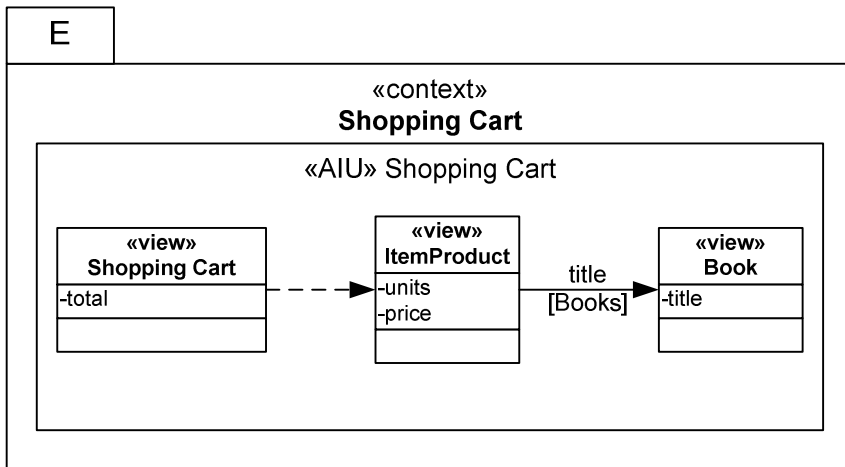 E
«context»
Shopping Cart
«AIU» Shopping Cart
«view»
Shopping Cart
-total
«view»
ItemProduct
-units
-price
title
[Books]
«view»
Book
-title